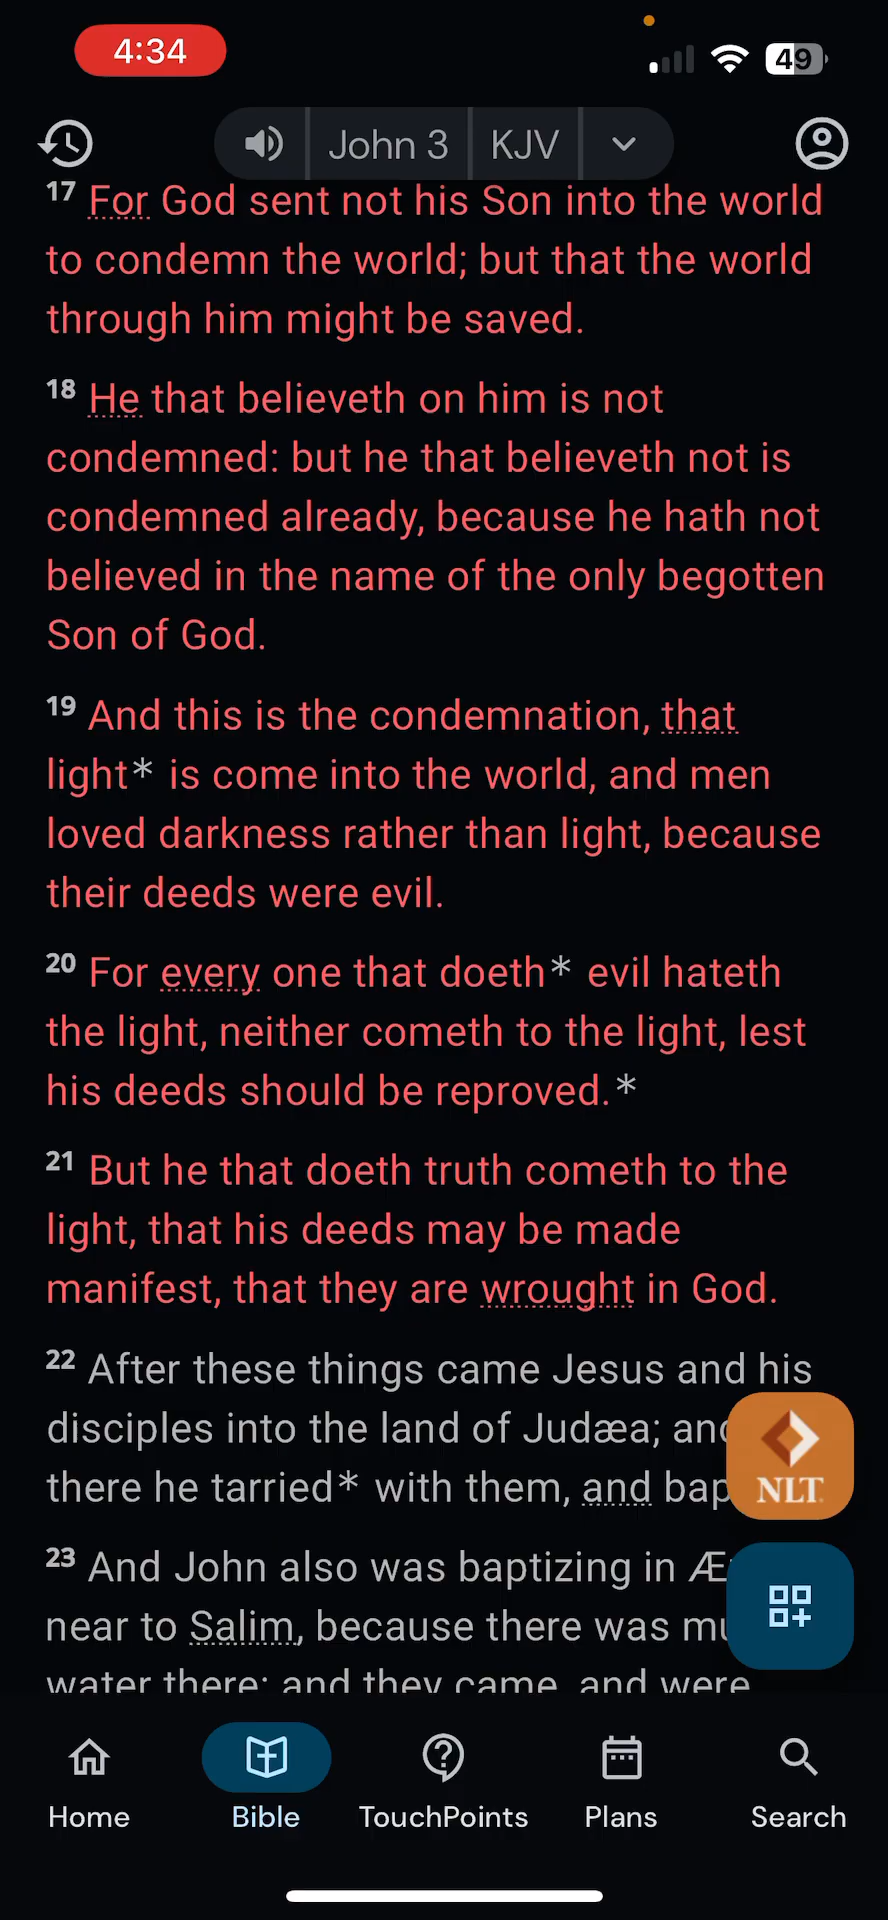 4:34
49
John 3 KJV
17 For God sent not his Son into the world
to condemn the world; but that the world
through him might be saved.
18 He that believeth on him is not
condemned: but he that believeth not is
condemned already, because he hath not
believed in the name of the only begotten
Son of God.
19 And this is the condemnation, that
light* is come into the world, and men
loved darkness rather than light, because
their deeds were evil.
20 For every one that doeth* evil hateth
the light, neither cometh to the light, lest
his deeds should be reproved.*
21 But he that doeth truth cometh to the
light, that his deeds may be made
manifest, that they are wrought in God.
22 After these things came Jesus and his
disciples into the land of Judæa; and
there he tarried* with them, and bap
NLT
23 And John also was baptizing in Æ
near to Salim, because there was mu
water there: and they came, and were
Home Bible TouchPoints Plans Search